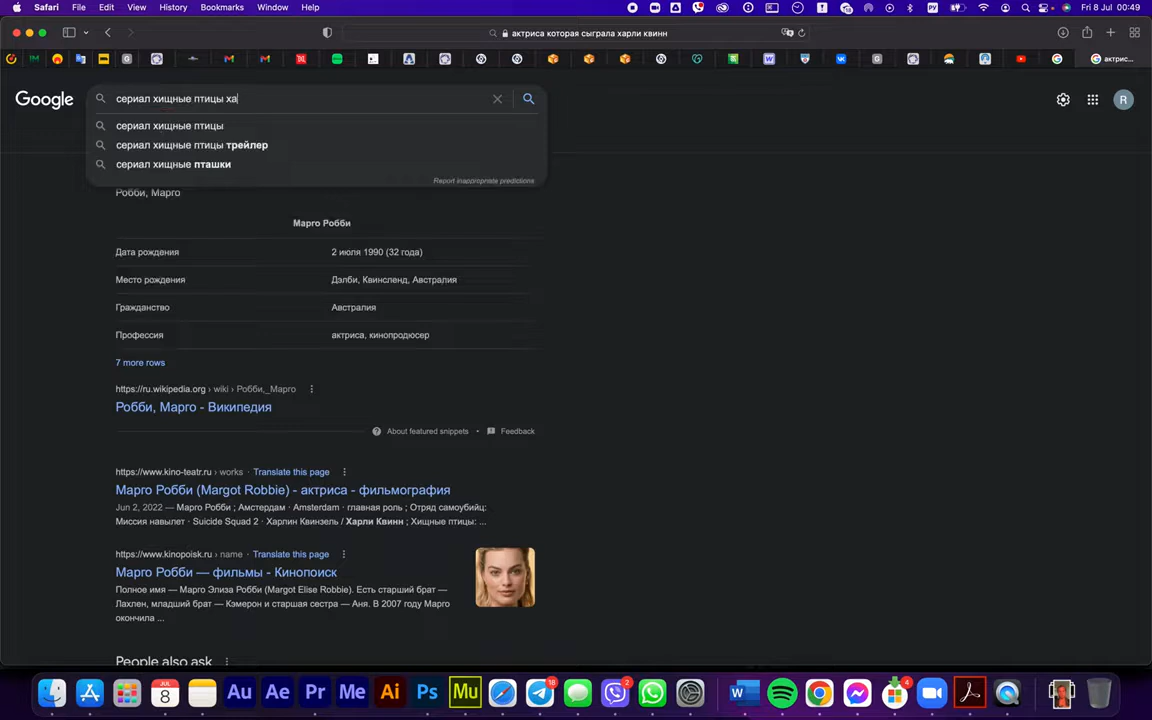 Safari File Edit View History Bookmarks Window Help РУ Fri 8 Jul 00:49
актриса которая сыграла харли квинн
актрис...
Google сериал хищные птицы ха R
сериал хищные птицы
сериал хищные птицы трейлер
сериал хищные пташки
Report inappropriate predictions
Робби, Марго
Марго Робби
Дата рождения 2 июля 1990 (32 года)
Место рождения Дэлби, Квинсленд, Австралия
Гражданство Австралия
Профессия актриса, кинопродюсер
7 more rows
https://ru.wikipedia.org › wiki › Робби,_Марго
Робби, Марго - Википедия
About featured snippets • Feedback
https://www.kino-teatr.ru › works · Translate this page
Марго Робби (Margot Robbie) - актриса - фильмография
Jun 2, 2022 — Марго Робби ; Амстердам · Amsterdam · главная роль ; Отряд самоубийц:
Миссия навылет · Suicide Squad 2 · Харлин Квинзель / Харли Квинн ; Хищные птицы: ...
https://www.kinopoisk.ru › name · Translate this page
Марго Робби — фильмы - Кинопоиск
Полное имя — Марго Элиза Робби (Margot Elise Robbie). Есть старший брат —
Лахлен, младший брат — Кэмерон и старшая сестра — Аня. В 2007 году Марго
окончила ...
People also ask
JUL 8 Au Ae Pr Me Ai Ps Mu 18 2 W 4